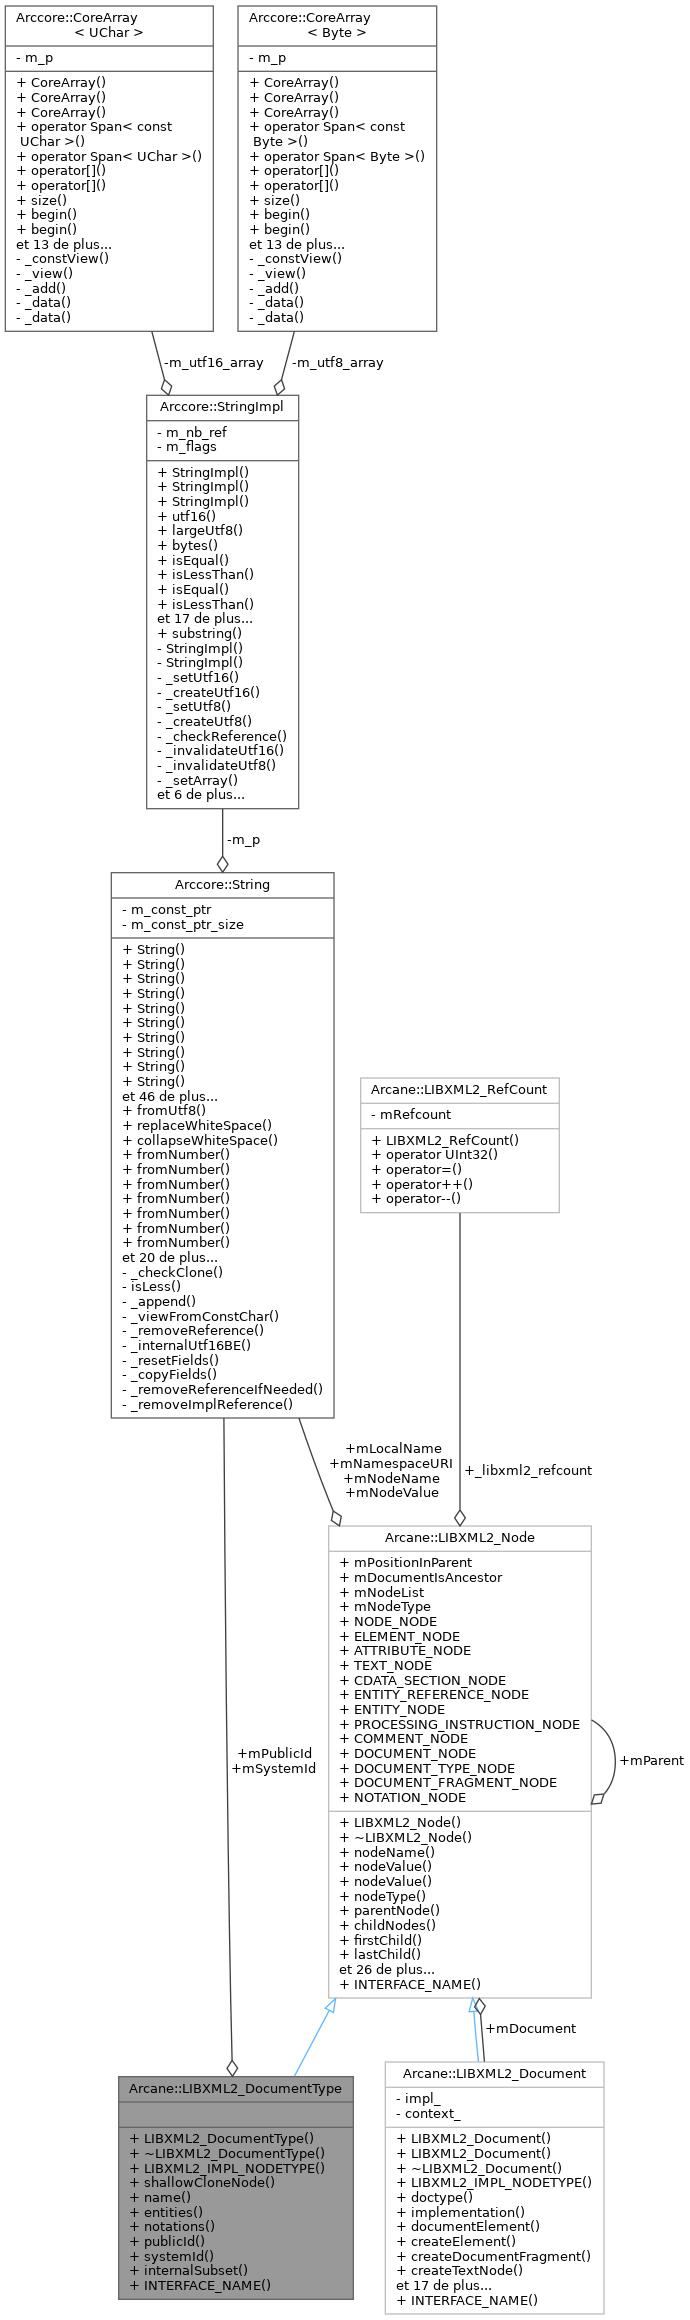 Arccore::CoreArray
< UChar >
- m_p
+ CoreArray()
+ CoreArray()
+ CoreArray()
+ operator Span< const
UChar >()
+ operator Span< UChar >()
+ operator[]()
+ operator[]()
+ size()
+ begin()
+ begin()
et 13 de plus...
- _constView()
- _view()
- _add()
- _data()
- _data()
Arccore::CoreArray
< Byte >
- m_p
+ CoreArray()
+ CoreArray()
+ CoreArray()
+ operator Span< const
Byte >()
+ operator Span< Byte >()
+ operator[]()
+ operator[]()
+ size()
+ begin()
+ begin()
et 13 de plus...
- _constView()
- _view()
- _add()
- _data()
- _data()
-m_utf16_array
-m_utf8_array
Arccore::StringImpl
- m_nb_ref
- m_flags
+ StringImpl()
+ StringImpl()
+ StringImpl()
+ utf16()
+ largeUtf8()
+ bytes()
+ isEqual()
+ isLessThan()
+ isEqual()
+ isLessThan()
et 17 de plus...
+ substring()
- StringImpl()
- StringImpl()
- _setUtf16()
- _createUtf16()
- _setUtf8()
- _createUtf8()
- _checkReference()
- _invalidateUtf16()
- _invalidateUtf8()
- _setArray()
et 6 de plus...
-m_p
Arccore::String
- m_const_ptr
- m_const_ptr_size
+ String()
+ String()
+ String()
+ String()
+ String()
+ String()
+ String()
+ String()
+ String()
+ String()
et 46 de plus...
+ fromUtf8()
+ replaceWhiteSpace()
+ collapseWhiteSpace()
+ fromNumber()
+ fromNumber()
+ fromNumber()
+ fromNumber()
+ fromNumber()
+ fromNumber()
+ fromNumber()
et 20 de plus...
- _checkClone()
- isLess()
- _append()
- _viewFromConstChar()
- _removeReference()
- _internalUtf16BE()
- _resetFields()
- _copyFields()
- _removeReferenceIfNeeded()
- _removeImplReference()
Arcane::LIBXML2_RefCount
- mRefcount
+ LIBXML2_RefCount()
+ operator UInt32()
+ operator=()
+ operator++()
+ operator--()
+mLocalName
+mNamespaceURI
+mNodeName
+mNodeValue
+_libxml2_refcount
Arcane::LIBXML2_Node
+ mPositionInParent
+ mDocumentIsAncestor
+ mNodeList
+ mNodeType
+ NODE_NODE
+ ELEMENT_NODE
+ ATTRIBUTE_NODE
+ TEXT_NODE
+ CDATA_SECTION_NODE
+ ENTITY_REFERENCE_NODE
+ ENTITY_NODE
+ PROCESSING_INSTRUCTION_NODE
+ COMMENT_NODE
+ DOCUMENT_NODE
+ DOCUMENT_TYPE_NODE
+ DOCUMENT_FRAGMENT_NODE
+ NOTATION_NODE
+ LIBXML2_Node()
+ ~LIBXML2_Node()
+ nodeName()
+ nodeValue()
+ nodeValue()
+ nodeType()
+ parentNode()
+ childNodes()
+ firstChild()
+ lastChild()
et 26 de plus...
+ INTERFACE_NAME()
+mParent
+mPublicId
+mSystemId
+mDocument
Arcane::LIBXML2_DocumentType
+ LIBXML2_DocumentType()
+ ~LIBXML2_DocumentType()
+ LIBXML2_IMPL_NODETYPE()
+ shallowCloneNode()
+ name()
+ entities()
+ notations()
+ publicId()
+ systemId()
+ internalSubset()
+ INTERFACE_NAME()
Arcane::LIBXML2_Document
- impl_
- context_
+ LIBXML2_Document()
+ LIBXML2_Document()
+ ~LIBXML2_Document()
+ LIBXML2_IMPL_NODETYPE()
+ doctype()
+ implementation()
+ documentElement()
+ createElement()
+ createDocumentFragment()
+ createTextNode()
et 17 de plus...
+ INTERFACE_NAME()